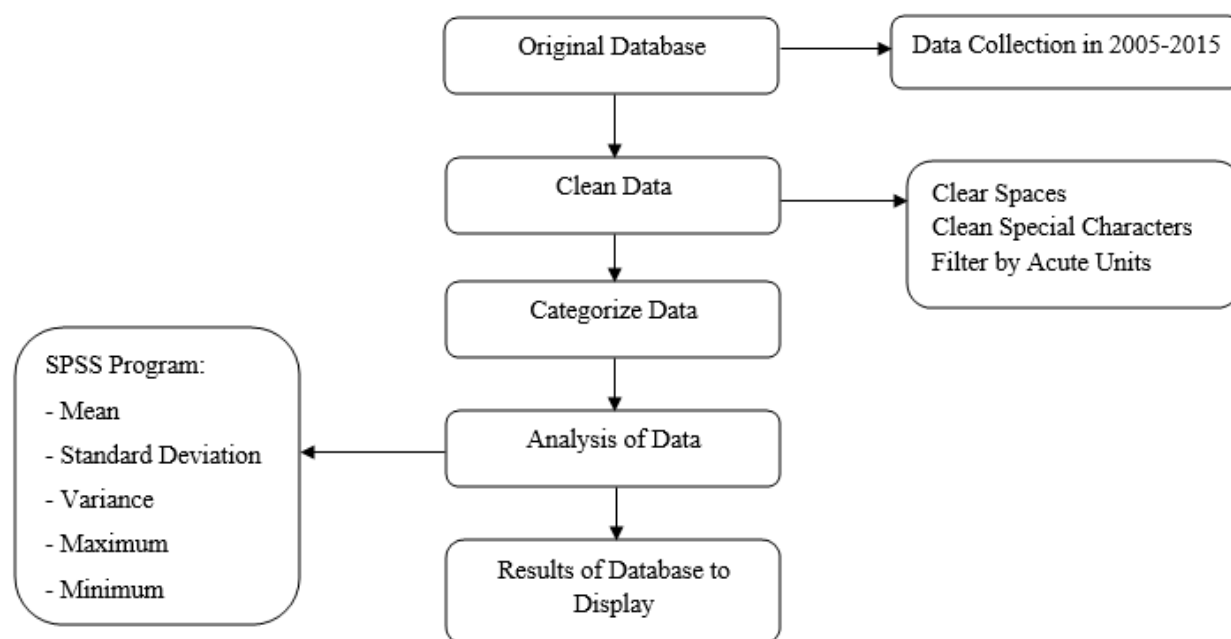 Original Database
Data Collection in 2005-2015
Clean Data
Clear Spaces
Clean Special Characters
Filter by Acute Units
Categorize Data
SPSS Program:
- Mean
- Standard Deviation
- Variance
- Maximum
- Minimum
Analysis of Data
Results of Database to
Display